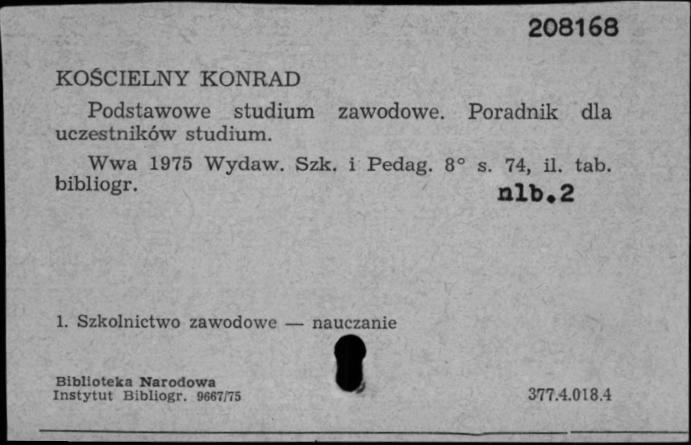 208168
KOŚCIELNY KONRAD
Podstawowe studium zawodowe. Poradnik dla
uczestników studium.
Wwa 1975 Wydaw. Szk. i Pedag. 8° s. 74, il. tab.
bibliogr.
nlb.2
1. Szkolnictwo zawodowe — nauczanie
Biblioteka Narodowa
Instytut Bibliogr. 9667/75
377.4.018.4